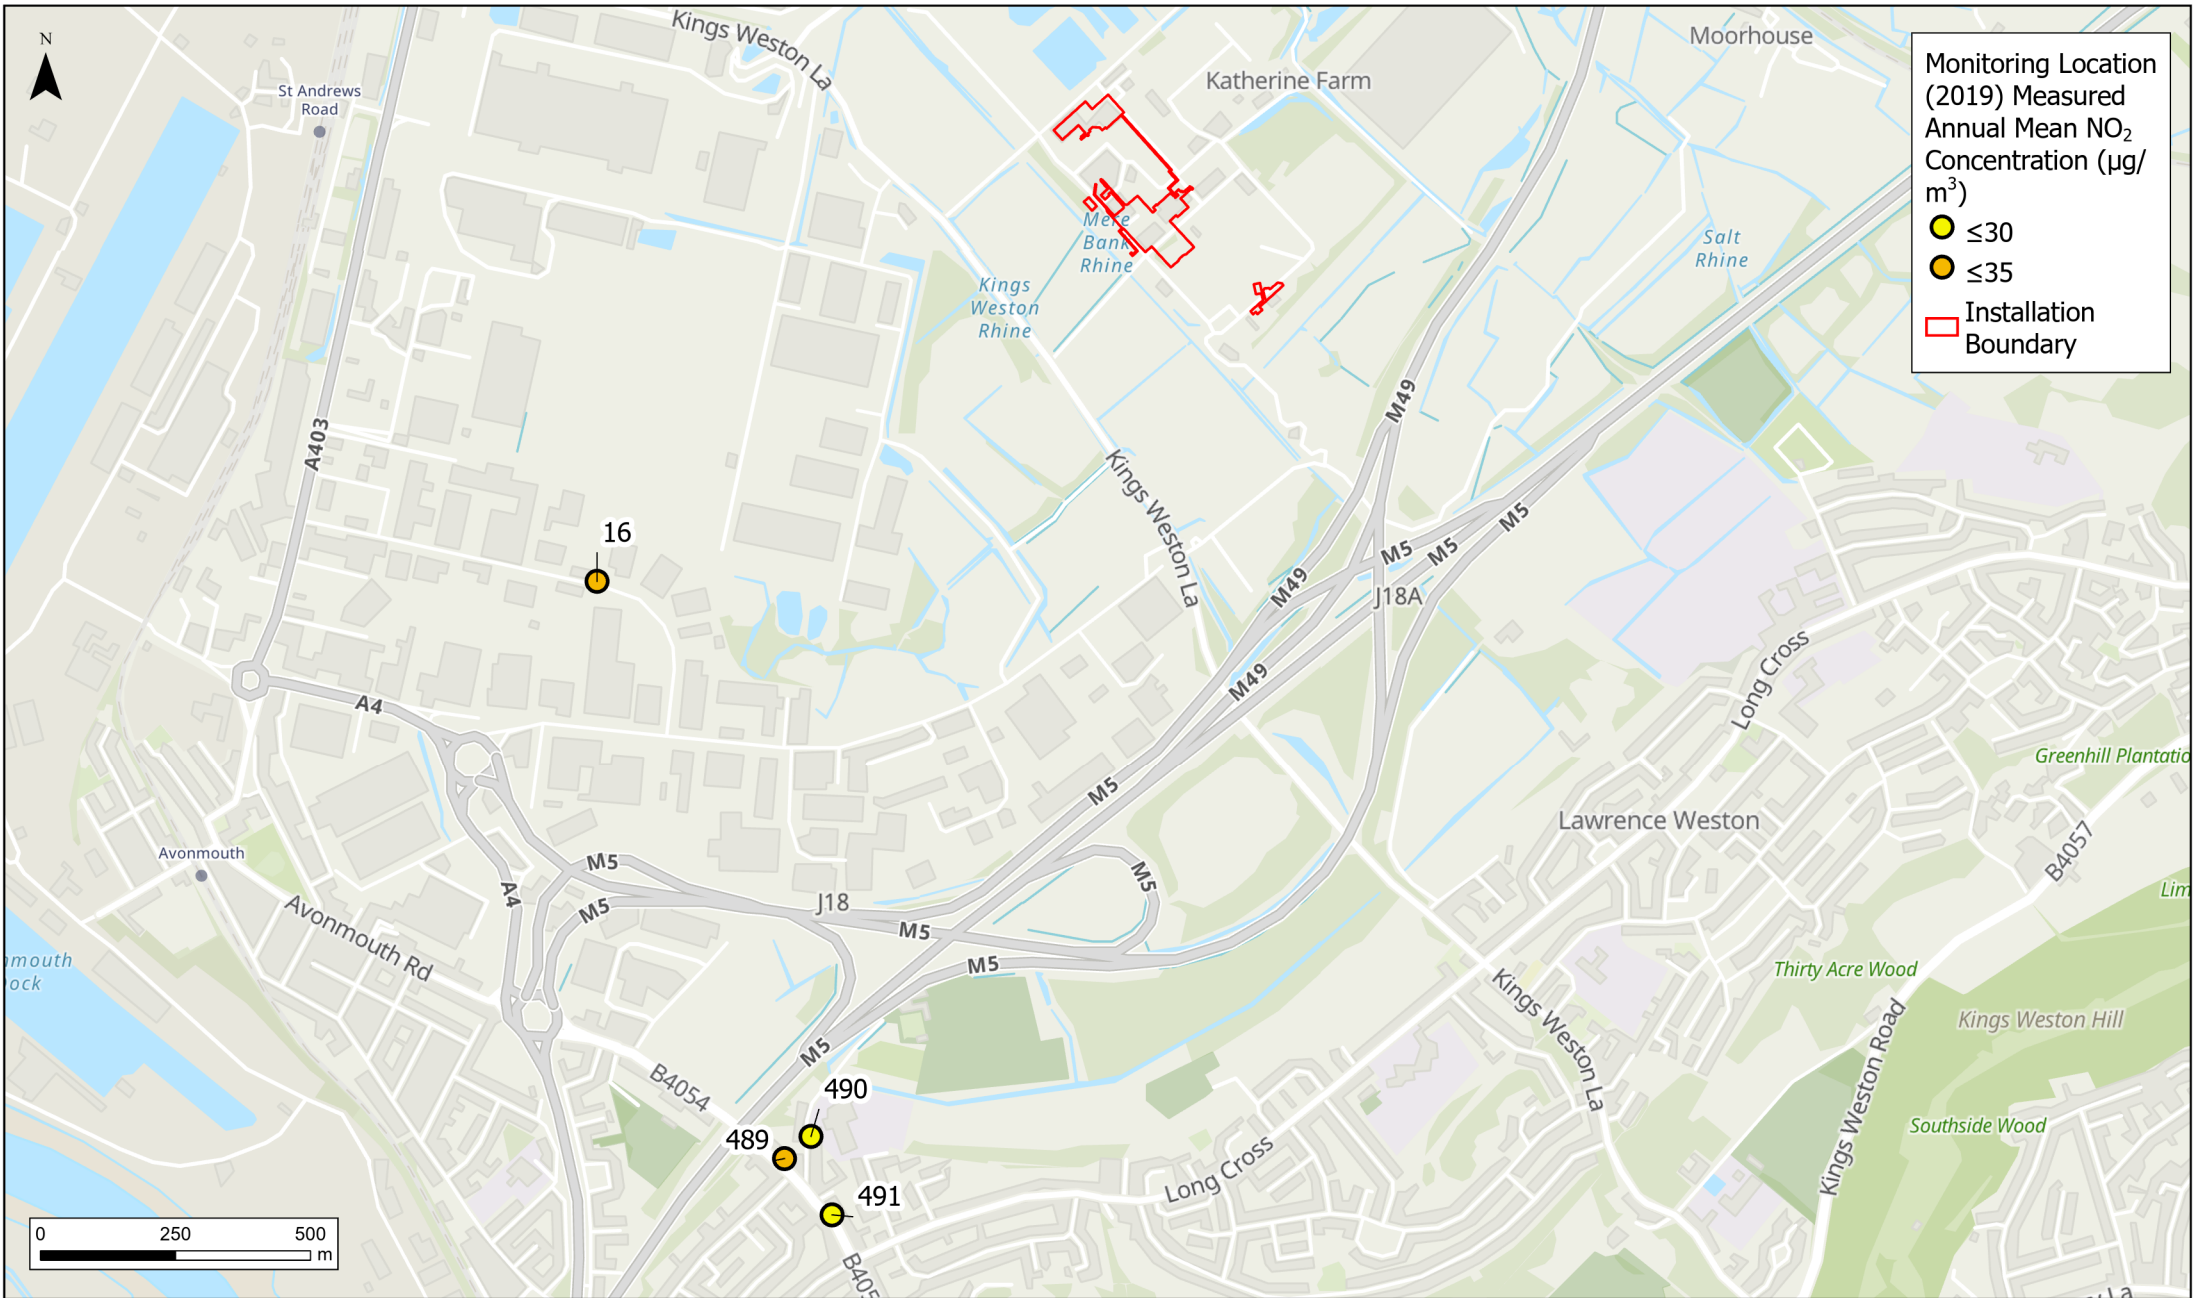 N
Kings Weston La
St Andrews
Road
Katherine Farm
Moorhouse
Monitoring Location
(2019) Measured
Annual Mean NO₂
Concentration (µg/
m³)
≤30
≤35
Installation
Boundary
Mere
Bank
Rhine
Kings
Weston
Rhine
Salt
Rhine
A403
M49
Kings Weston La
16
M5
M5
M5
M49
J18A
M49
Long Cross
A4
Greenhill Plantatio
M5
Lawrence Weston
B4057
Avonmouth
M5
M5
A4
M5
J18
M5
Lim
Avonmouth Rd
nmouth
ock
M5
Thirty Acre Wood
Kings Weston La
Kings Weston Hill
Kings Weston Road
M5
B4054
490
489
Southside Wood
Long Cross
491
0 250 500
m
B405